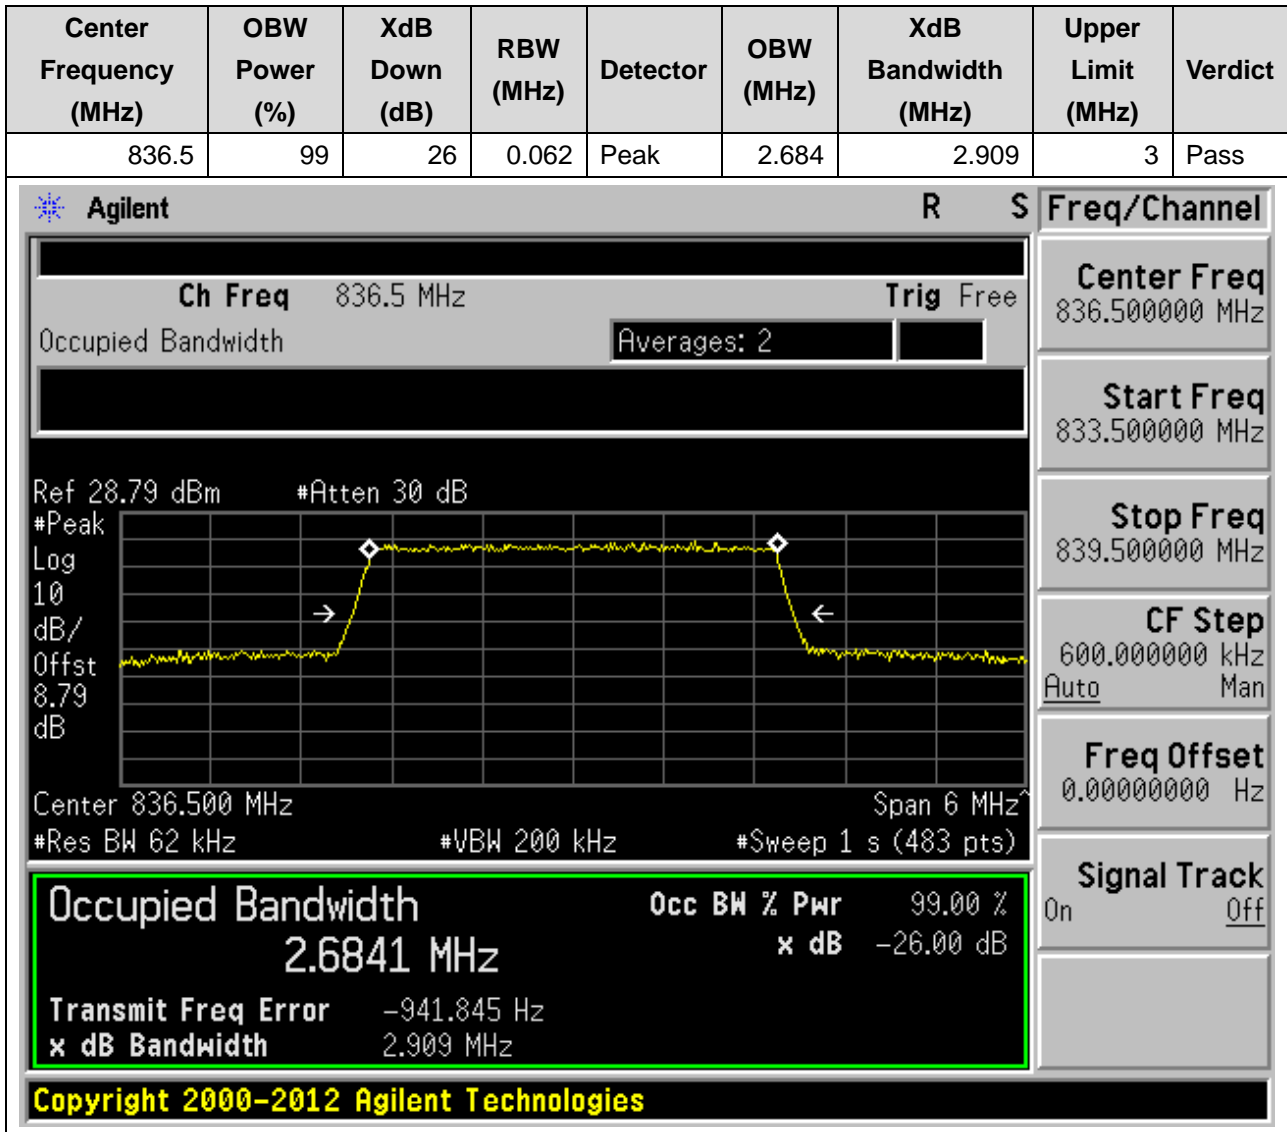 Center Frequency (MHz) OBW Power (%) XdB Down (dB) RBW (MHz) Detector OBW (MHz) XdB Bandwidth (MHz) Upper Limit (MHz) Verdict
836.5 99 26 0.062 Peak 2.684 2.909 3 Pass
Agilent R S Freq/Channel
Ch Freq 836.5 MHz Trig Free
Occupied Bandwidth Averages: 2
Center Freq
836.500000 MHz
Start Freq
833.500000 MHz
Stop Freq
839.500000 MHz
CF Step
600.000000 kHz
Auto Man
Freq Offset
0.00000000 Hz
Signal Track
On Off
Ref 28.79 dBm #Atten 30 dB
#Peak
Log
10
dB/
Offst
8.79
dB
Center 836.500 MHz Span 6 MHz^
#Res BW 62 kHz #VBW 200 kHz #Sweep 1 s (483 pts)
Occupied Bandwidth Occ BW % Pwr 99.00 %
2.6841 MHz x dB -26.00 dB
Transmit Freq Error -941.845 Hz
x dB Bandwidth 2.909 MHz
Copyright 2000-2012 Agilent Technologies